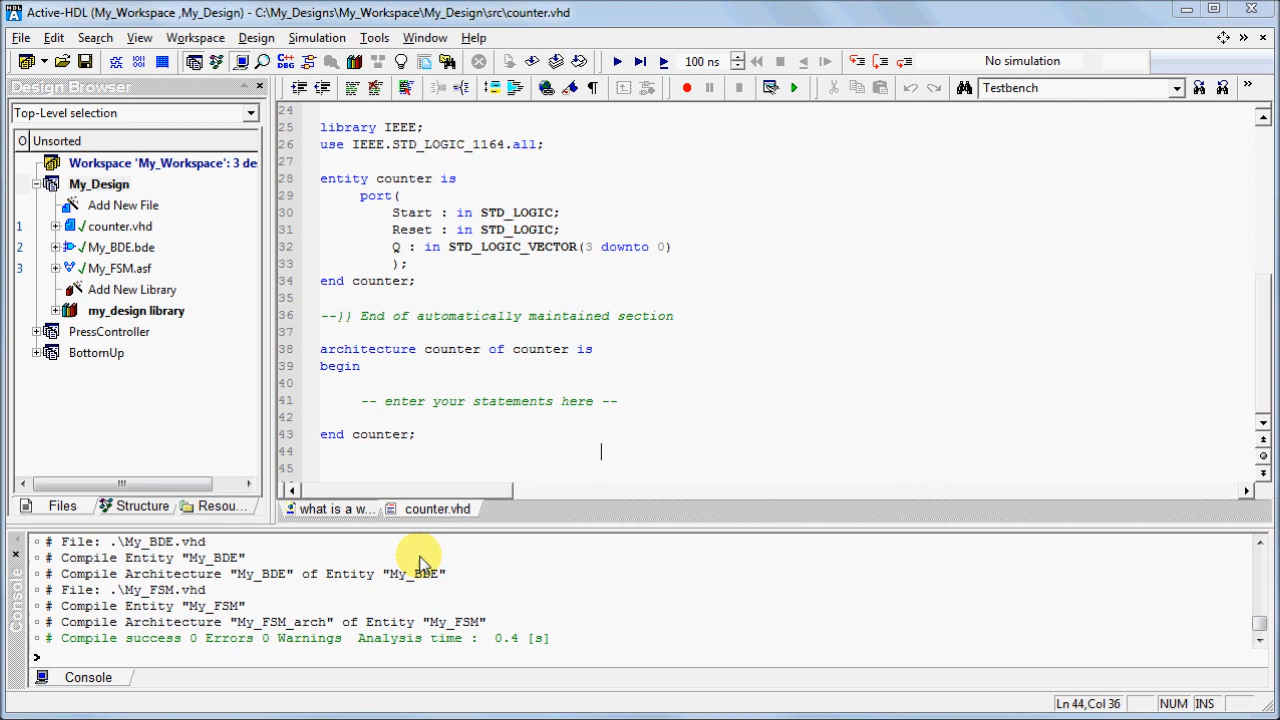 Active-HDL (My_Workspace ,My_Design) - C:\My_Designs\My_Workspace\My_Design\src\counter.vhd
File Edit Search View Workspace Design Simulation Tools Window Help
100 ns No simulation
Design Browser
Testbench
Top-Level selection
O Unsorted
Workspace 'My_Workspace': 3 de
My_Design
Add New File
1 counter.vhd
2 My_BDE.bde
3 My_FSM.asf
Add New Library
my_design library
PressController
BottomUp
Files Structure Resou...
24
25 library IEEE;
26 use IEEE.STD_LOGIC_1164.all;
27
28 entity counter is
29 port(
30 Start : in STD_LOGIC;
31 Reset : in STD_LOGIC;
32 Q : in STD_LOGIC_VECTOR(3 downto 0)
33 );
34 end counter;
35
36 --}} End of automatically maintained section
37
38 architecture counter of counter is
39 begin
40
41 -- enter your statements here --
42
43 end counter;
44
45
what is a w... counter.vhd
# File: .\My_BDE.vhd
# Compile Entity "My_BDE"
# Compile Architecture "My_BDE" of Entity "My_BDE"
# File: .\My_FSM.vhd
# Compile Entity "My_FSM"
# Compile Architecture "My_FSM_arch" of Entity "My_FSM"
# Compile success 0 Errors 0 Warnings Analysis time : 0.4 [s]
>
console
Console
Ln 44,Col 36 NUM INS